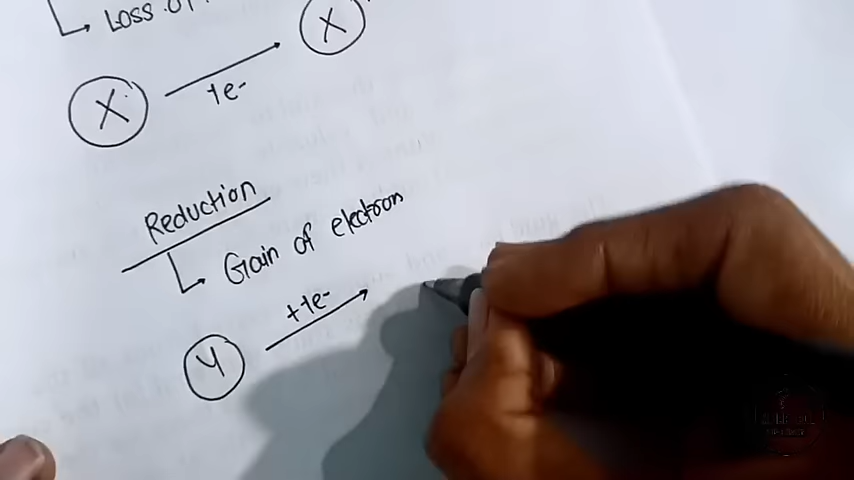 Loss of
X X
1e-
Reduction
Gain of electron
+1e-
Y